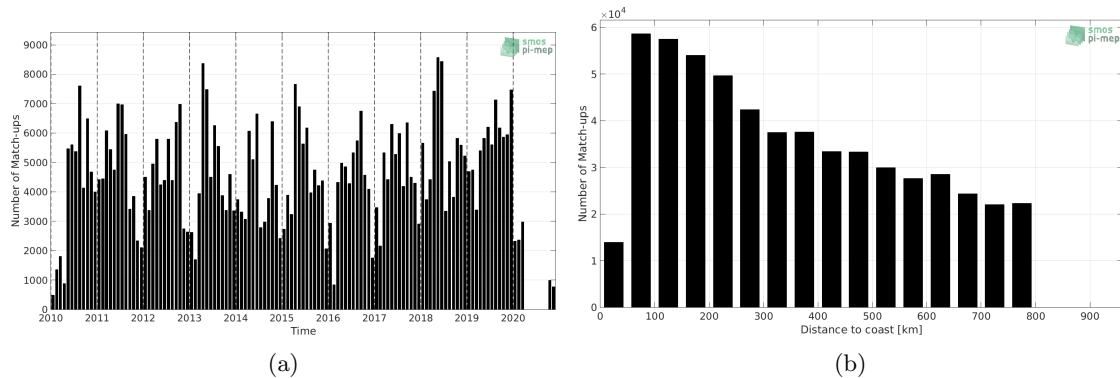 9000
8000
7000
6000
5000
4000
3000
2000
1000
0
Number of Match-ups
2010 2011 2012 2013 2014 2015 2016 2017 2018 2019 2020
Time
smos
pi-mep
(a)
×10⁴
6
5
4
3
2
1
0
Number of Match-ups
0 100 200 300 400 500 600 700 800 900
Distance to coast [km]
smos
pi-mep
(b)